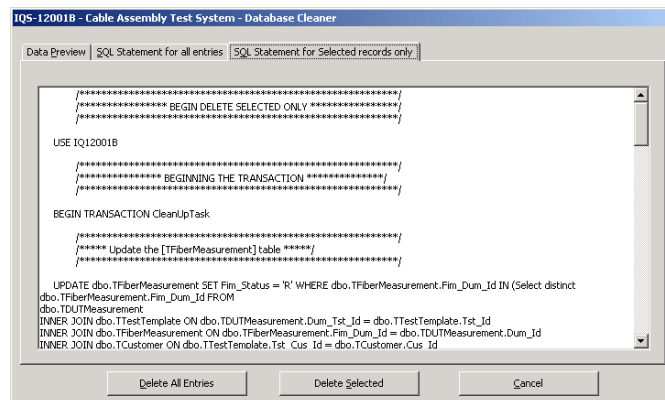 IQS-12001B - Cable Assembly Test System - Database Cleaner
Data Preview | SQL Statement for all entries | SQL Statement for Selected records only
/******************************************************/
/***************** BEGIN DELETE SELECTED ONLY *****************/
/******************************************************/
USE IQ12001B
/******************************************************/
/**************** BEGINNING THE TRANSACTION ***************/
/******************************************************/
BEGIN TRANSACTION CleanUpTask
/******************************************************/
/***** Update the [TFiberMeasurement] table *****/
/******************************************************/
UPDATE dbo.TFiberMeasurement SET Fim_Status = 'R' WHERE dbo.TFiberMeasurement.Fim_Dum_Id IN (Select distinct
dbo.TFiberMeasurement.Fim_Dum_Id FROM
dbo.TDUTMeasurement
INNER JOIN dbo.TTestTemplate ON dbo.TDUTMeasurement.Dum_Tst_Id = dbo.TTestTemplate.Tst_Id
INNER JOIN dbo.TFiberMeasurement ON dbo.TFiberMeasurement.Fim_Dum_Id = dbo.TDUTMeasurement.Dum_Id
INNER JOIN dbo.TCustomer ON dbo.TTestTemplate.Tst_Cus_Id = dbo.TCustomer.Cus_Id
Delete All Entries
Delete Selected
Cancel